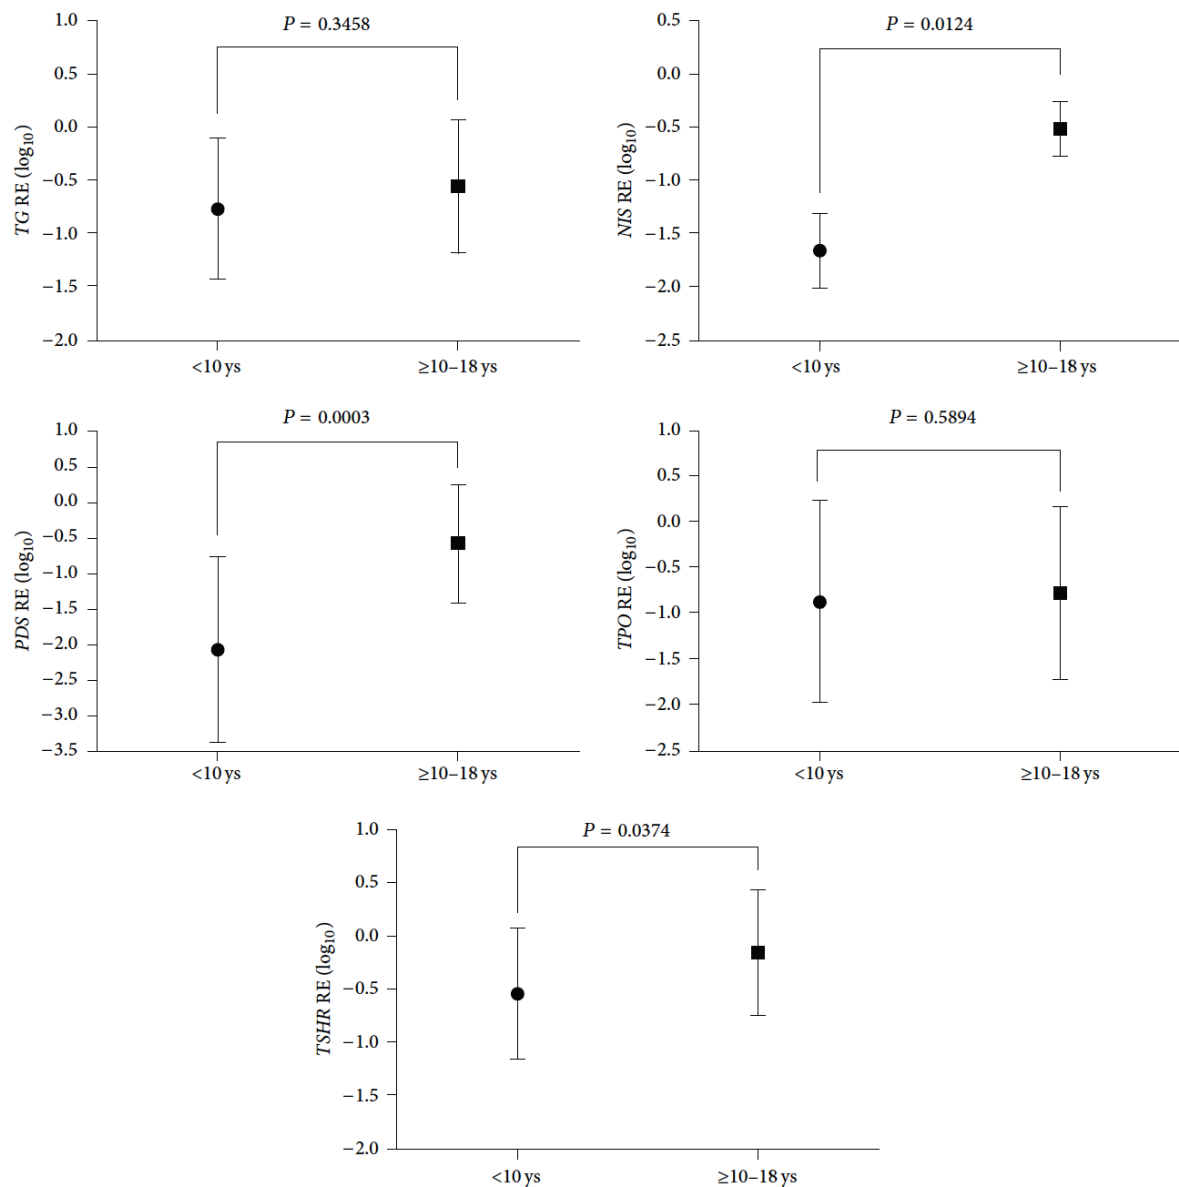 P = 0.3458
TG RE (log10)
1.0
0.5
0.0
−0.5
−1.0
−1.5
−2.0
<10 ys
≥10–18 ys
P = 0.0124
NIS RE (log10)
0.5
0.0
−0.5
−1.0
−1.5
−2.0
−2.5
<10 ys
≥10–18 ys
P = 0.0003
PDS RE (log10)
1.0
0.5
0.0
−0.5
−1.0
−1.5
−2.0
−2.5
−3.0
−3.5
<10 ys
≥10–18 ys
P = 0.5894
TPO RE (log10)
1.0
0.5
0.0
−0.5
−1.0
−1.5
−2.0
−2.5
<10 ys
≥10–18 ys
P = 0.0374
TSHR RE (log10)
1.0
0.5
0.0
−0.5
−1.0
−1.5
−2.0
<10 ys
≥10–18 ys